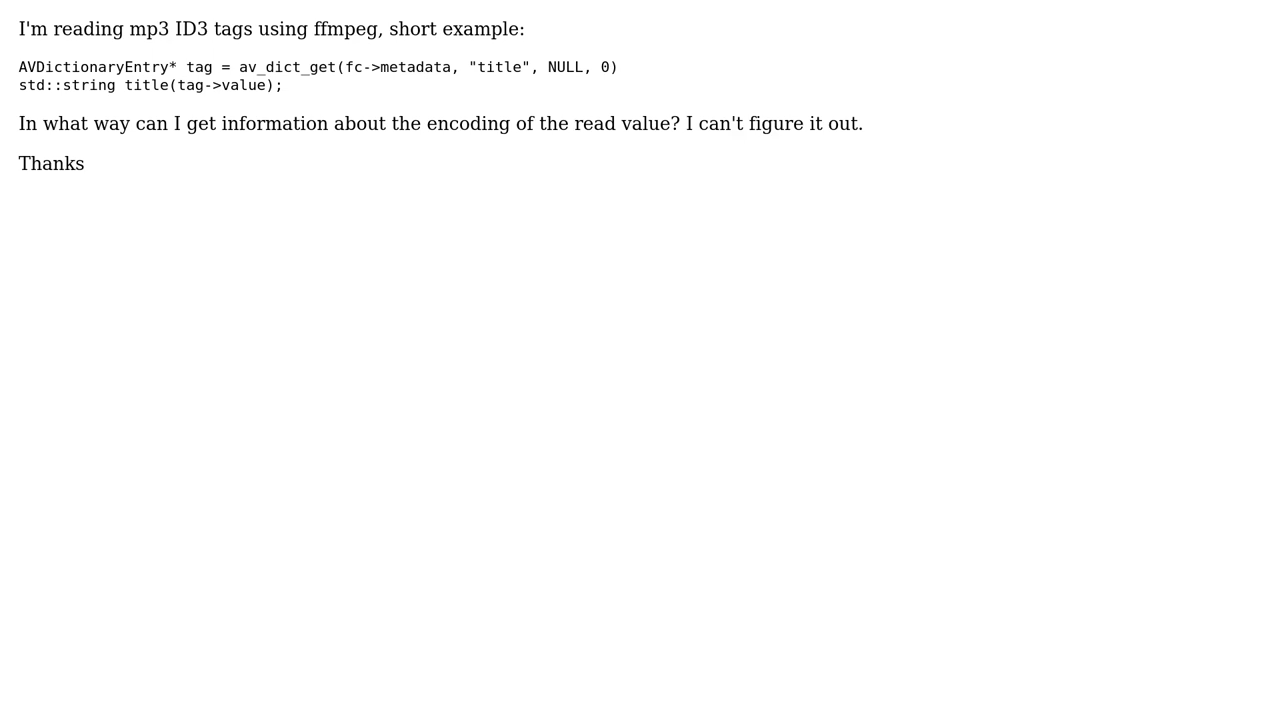 I'm reading mp3 ID3 tags using ffmpeg, short example:
AVDictionaryEntry* tag = av_dict_get(fc->metadata, "title", NULL, 0)
std::string title(tag->value);
In what way can I get information about the encoding of the read value? I can't figure it out.
Thanks